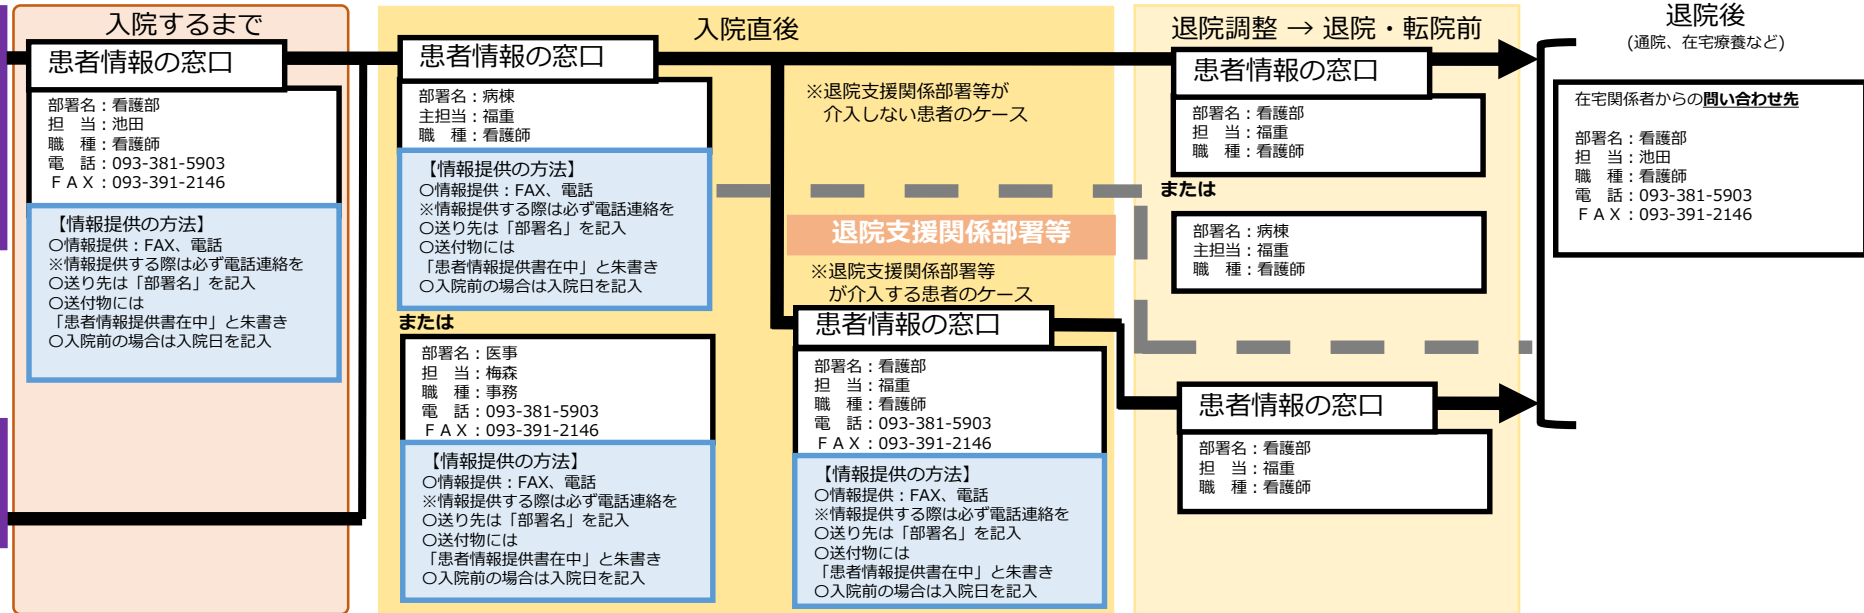 入院するまで
患者情報の窓口
部署名：看護部
担　当：池田
職　種：看護師
電　話：093-381-5903
ＦＡＸ：093-391-2146
【情報提供の方法】
○情報提供：FAX、電話
※情報提供する際は必ず電話連絡を
○送り先は「部署名」を記入
○送付物には
「患者情報提供書在中」と朱書き
○入院前の場合は入院日を記入
入院直後
患者情報の窓口
部署名：病棟
主担当：福重
職　種：看護師
【情報提供の方法】
○情報提供：FAX、電話
※情報提供する際は必ず電話連絡を
○送り先は「部署名」を記入
○送付物には
「患者情報提供書在中」と朱書き
○入院前の場合は入院日を記入
または
部署名：医事
担　当：梅森
職　種：事務
電　話：093-381-5903
ＦＡＸ：093-391-2146
【情報提供の方法】
○情報提供：FAX、電話
※情報提供する際は必ず電話連絡を
○送り先は「部署名」を記入
○送付物には
「患者情報提供書在中」と朱書き
○入院前の場合は入院日を記入
※退院支援関係部署等が
介入しない患者のケース
退院支援関係部署等
※退院支援関係部署等
が介入する患者のケース
患者情報の窓口
部署名：看護部
担　当：福重
職　種：看護師
電　話：093-381-5903
ＦＡＸ：093-391-2146
【情報提供の方法】
○情報提供：FAX、電話
※情報提供する際は必ず電話連絡を
○送り先は「部署名」を記入
○送付物には
「患者情報提供書在中」と朱書き
○入院前の場合は入院日を記入
退院調整 → 退院・転院前
患者情報の窓口
部署名：看護部
担　当：福重
職　種：看護師
または
部署名：病棟
主担当：福重
職　種：看護師
患者情報の窓口
部署名：看護部
担　当：福重
職　種：看護師
退院後
(通院、在宅療養など)
在宅関係者からの問い合わせ先
部署名：看護部
担　当：池田
職　種：看護師
電　話：093-381-5903
ＦＡＸ：093-391-2146